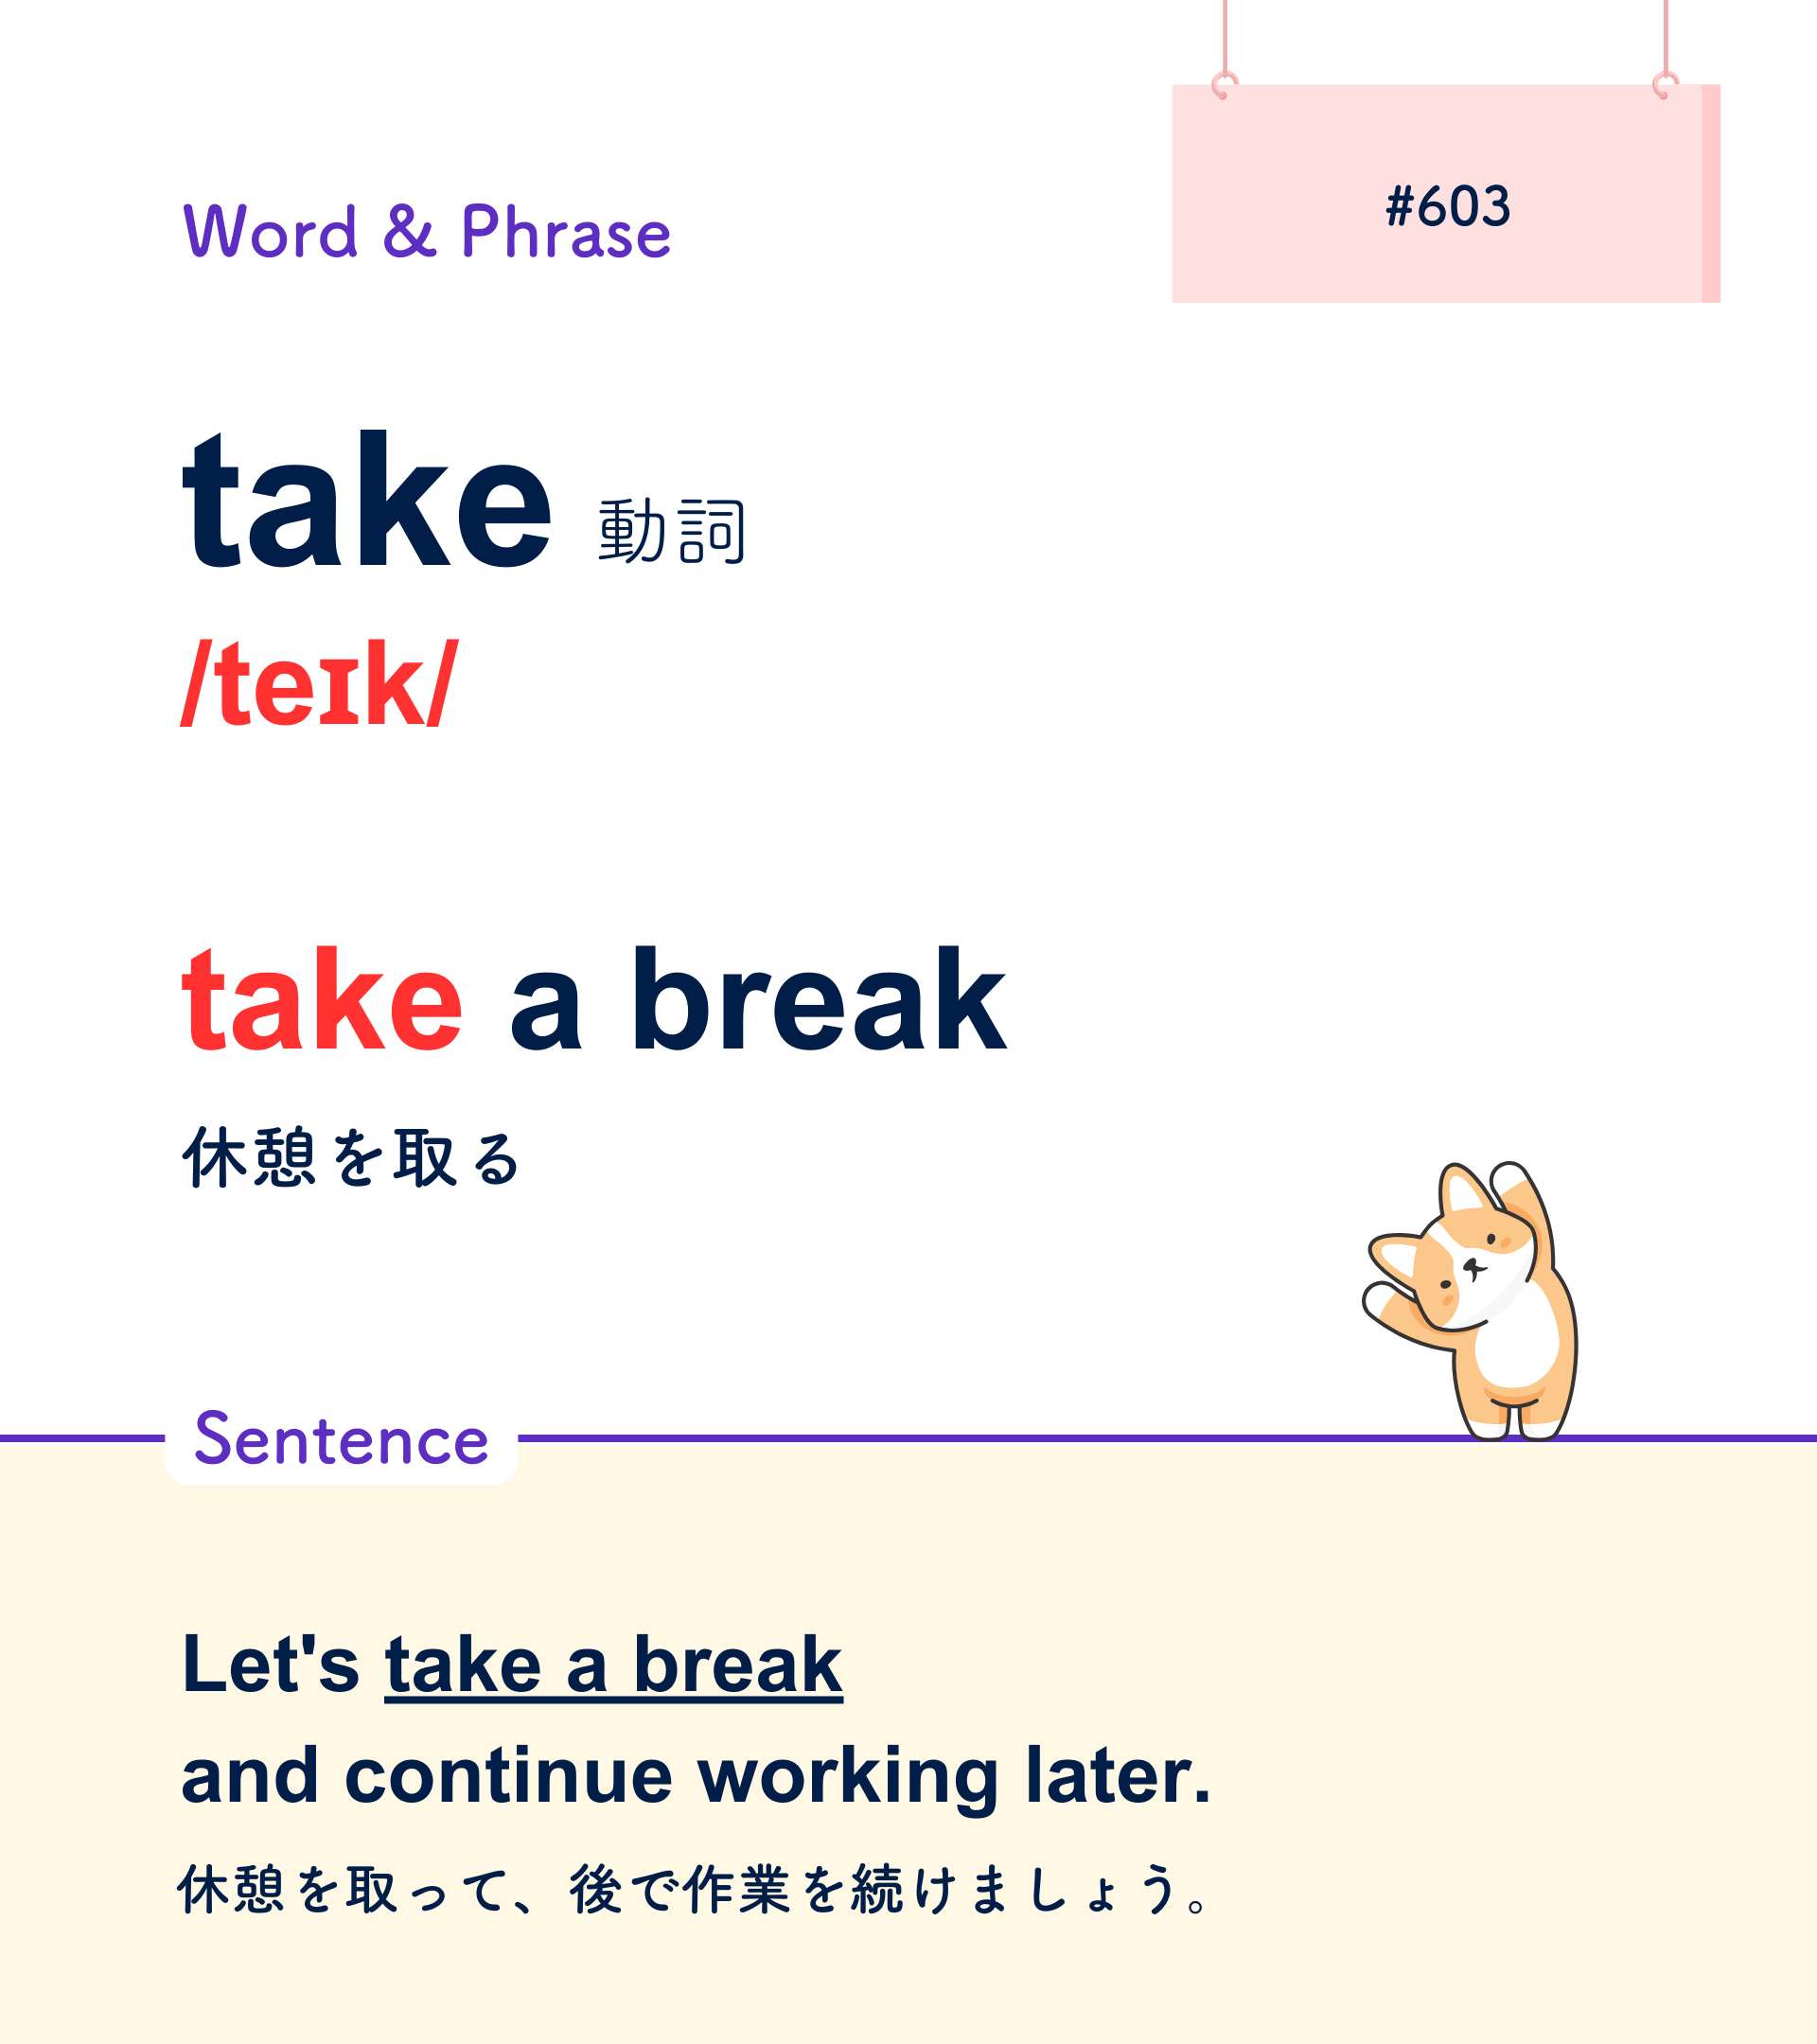 #603
Word & Phrase
take 動詞
/teɪk/
take a break
休憩を取る
Sentence
Let's take a break
and continue working later.
休憩を取って、後で作業を続けましょう。